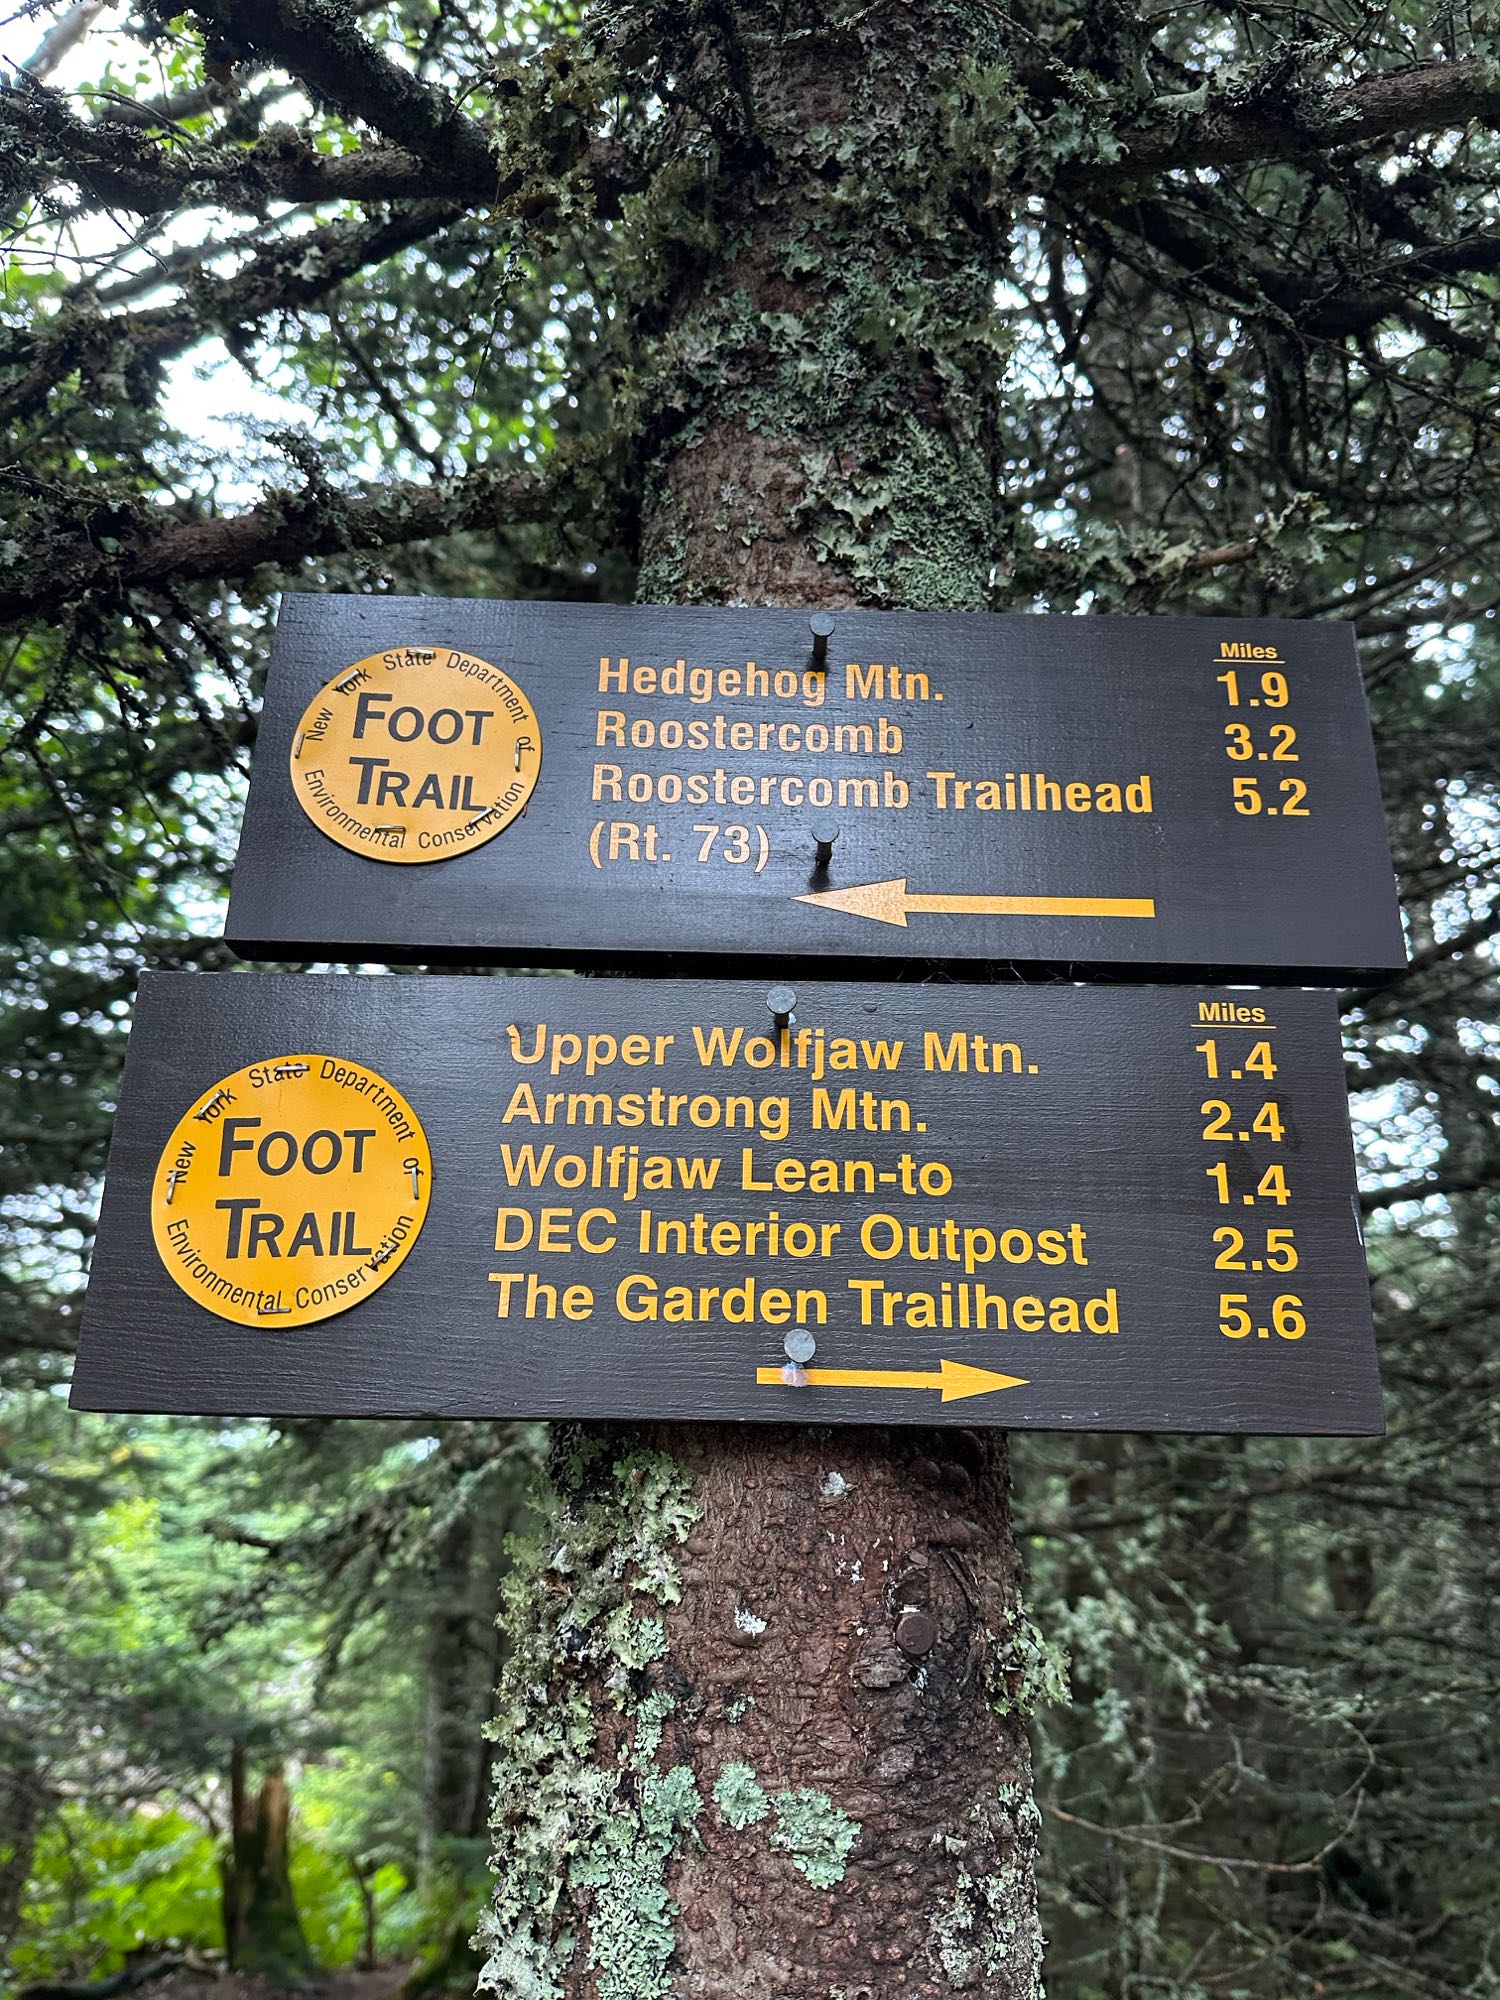 New York State Department of
Environmental Conservation
FOOT
TRAIL
Miles
Hedgehog Mtn. 1.9
Roostercomb 3.2
Roostercomb Trailhead 5.2
(Rt. 73)
New York State Department of
Environmental Conservation
FOOT
TRAIL
Miles
Upper Wolfjaw Mtn. 1.4
Armstrong Mtn. 2.4
Wolfjaw Lean-to 1.4
DEC Interior Outpost 2.5
The Garden Trailhead 5.6